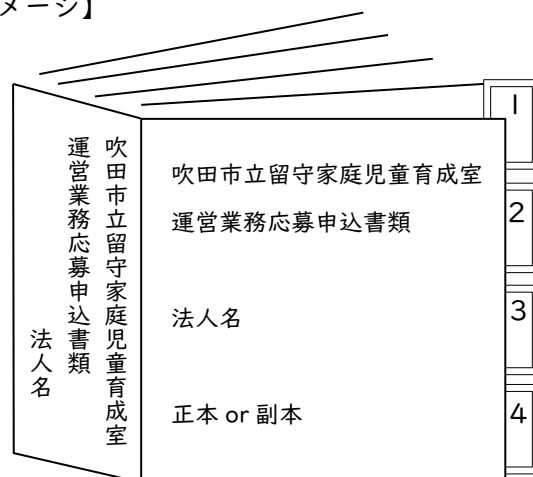 メージ】
吹田市立留守家庭児童育成室
運営業務応募申込書類
法人名
吹田市立留守家庭児童育成室
運営業務応募申込書類
法人名
正本 or 副本
1
2
3
4